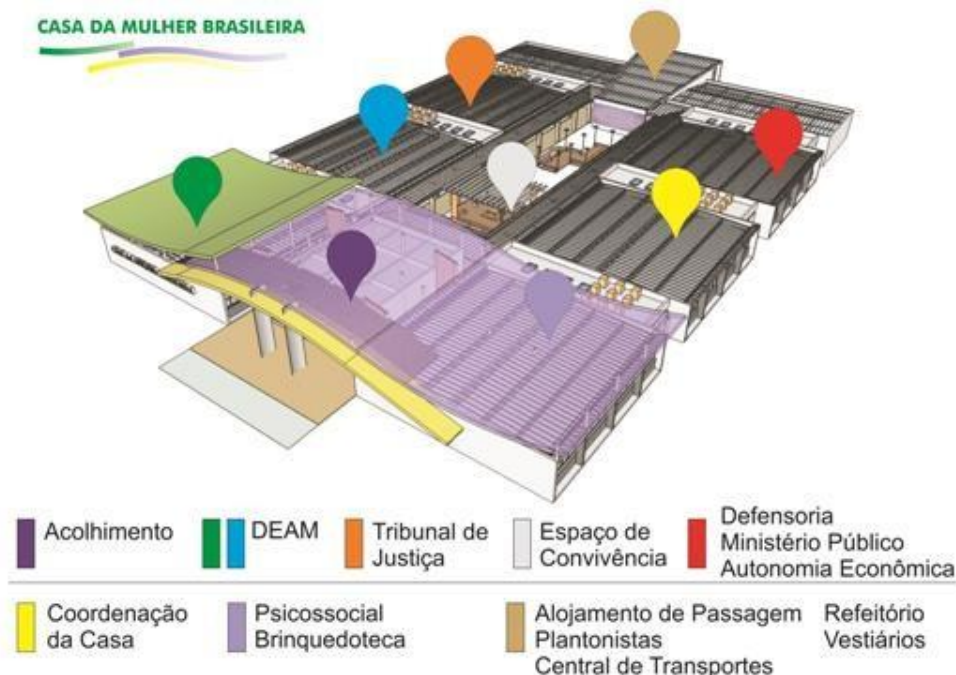 CASA DA MULHER BRASILEIRA
Acolhimento
DEAM
Tribunal de
Justiça
Espaço de
Convivência
Defensoria
Ministério Público
Autonomia Econômica
Coordenação
da Casa
Psicossocial
Brinquedoteca
Alojamento de Passagem
Plantonistas
Central de Transportes
Refeitório
Vestiários